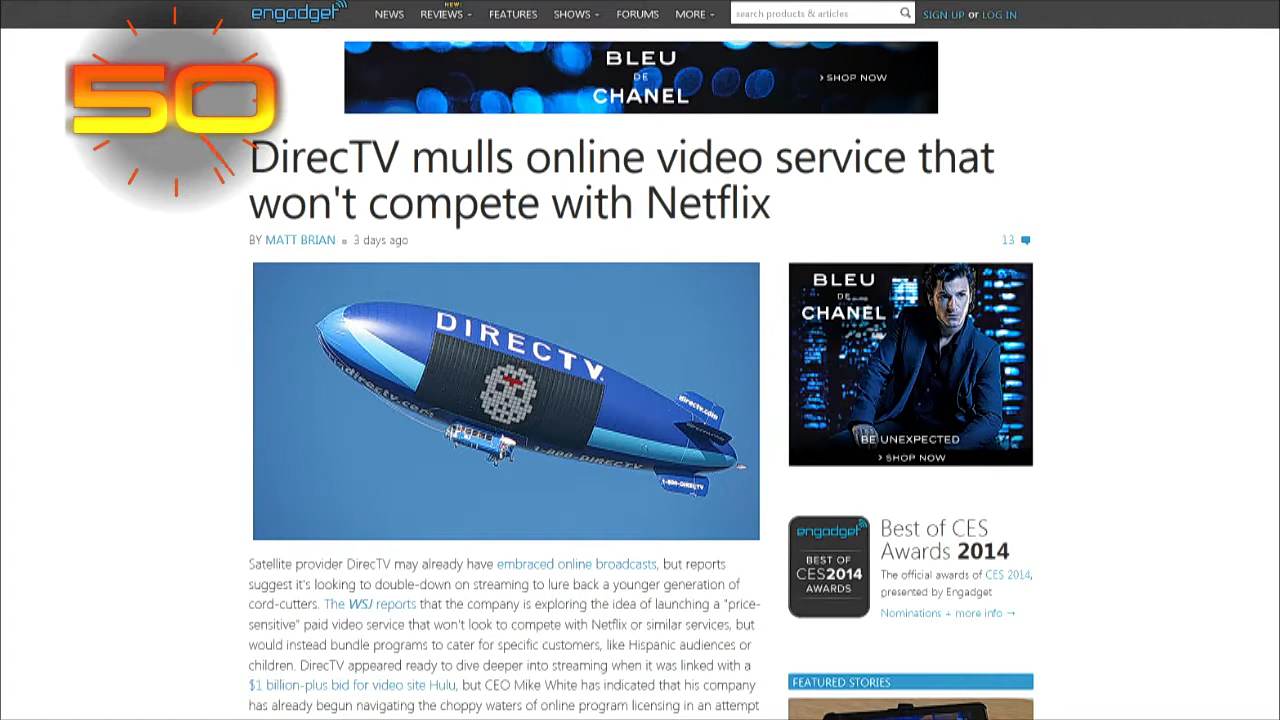 engadget NEWS REVIEWS NEW! FEATURES SHOWS FORUMS MORE search products & articles SIGN UP or LOG IN
50
BLEU
DE
CHANEL
> SHOP NOW
DirecTV mulls online video service that
won't compete with Netflix
BY MATT BRIAN 3 days ago
13
DIRECTV.
directv.com
directv.com
1-800-DIRECTV
1-800-DIRECTV
BLEU
DE
CHANEL
BE UNEXPECTED
> SHOP NOW
engadget
BEST OF
CES2014
AWARDS
Best of CES
Awards 2014
The official awards of CES 2014,
presented by Engadget
Nominations + more info →
Satellite provider DirecTV may already have embraced online broadcasts, but reports
suggest it's looking to double-down on streaming to lure back a younger generation of
cord-cutters. The WSJ reports that the company is exploring the idea of launching a "price-
sensitive" paid video service that won't look to compete with Netflix or similar services, but
would instead bundle programs to cater for specific customers, like Hispanic audiences or
children. DirecTV appeared ready to dive deeper into streaming when it was linked with a
$1 billion-plus bid for video site Hulu, but CEO Mike White has indicated that his company
has already begun navigating the choppy waters of online program licensing in an attempt
FEATURED STORIES